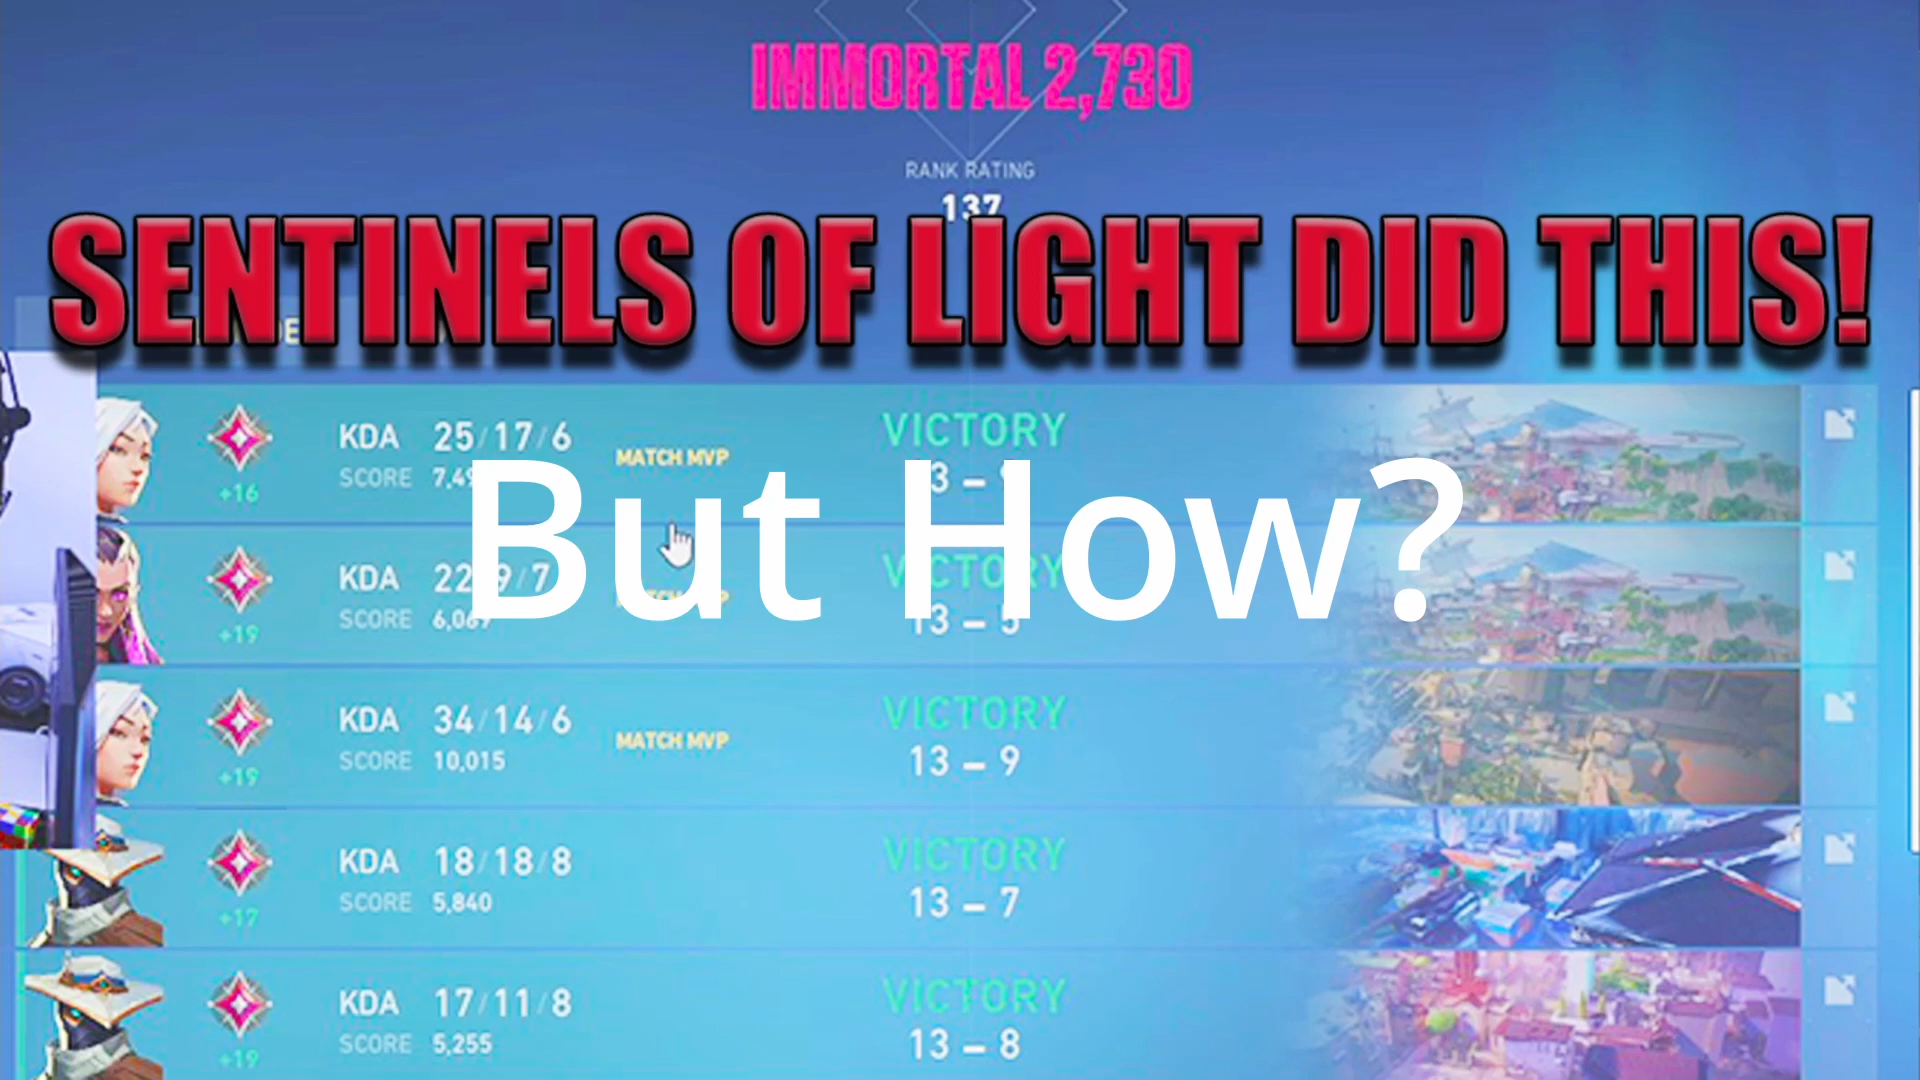 IMMORTAL 2,730
RANK RATING
137
SENTINELS OF LIGHT DID THIS!
KDA 25/17/6
MATCH MVP
VICTORY
+16
SCORE
But How?
KDA
VICTORY
+19
SCORE
13 – 5
KDA 34/14/6
MATCH MVP
VICTORY
+19
SCORE 10,015
13 – 9
KDA 18/18/8
VICTORY
+17
SCORE 5,840
13 – 7
KDA 17/11/8
VICTORY
+19
SCORE 5,255
13 – 8